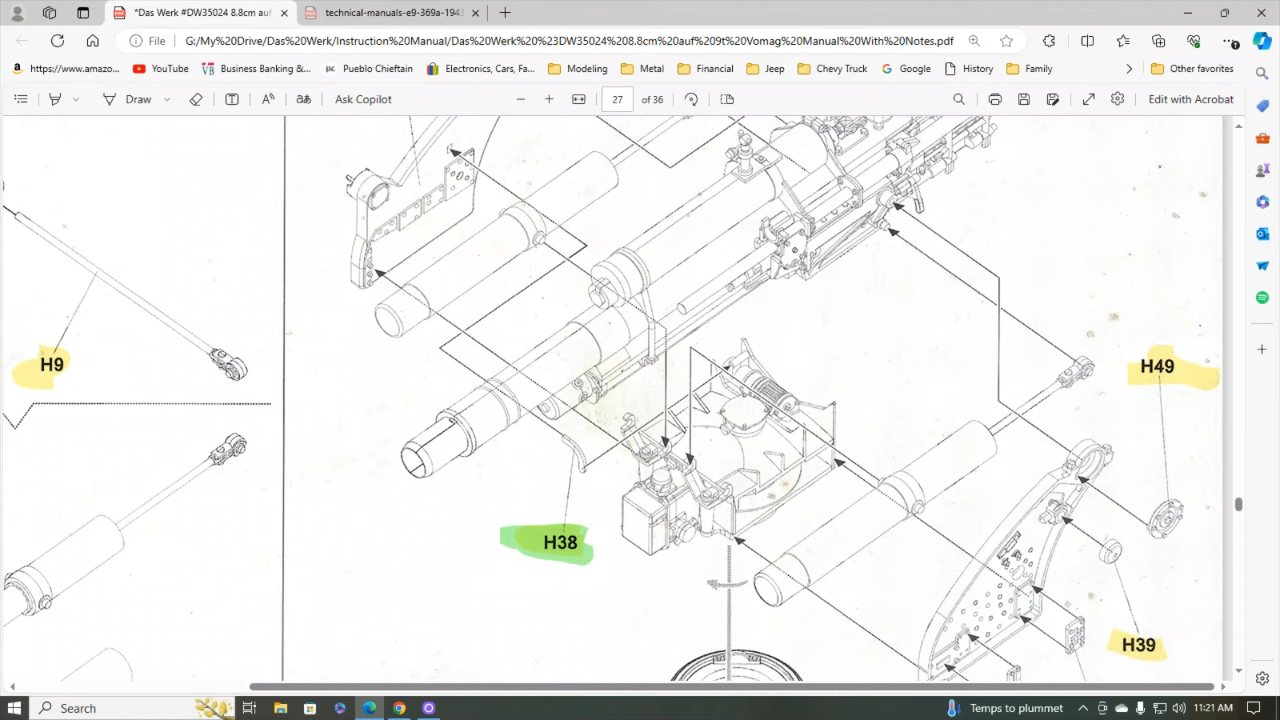 *Das Werk #DW35024 8.8cm auf
technical-manuals-e9-369a-1943
File
G:/My%20Drive/Das%20Werk/Instruction%20Manual/Das%20Werk%20%23DW35024%208.8cm%20auf%209t%20Vomag%20Manual%20With%20Notes.pdf
https://www.amazo...
YouTube
Business Banking &...
Pueblo Chieftain
Electronics, Cars, Fa...
Modeling
Metal
Financial
Jeep
Chevy Truck
Google
History
Family
Other favorites
Draw
Ask Copilot
27 of 36
Edit with Acrobat
H9
H49
H38
H39
Search
Temps to plummet
11:21 AM